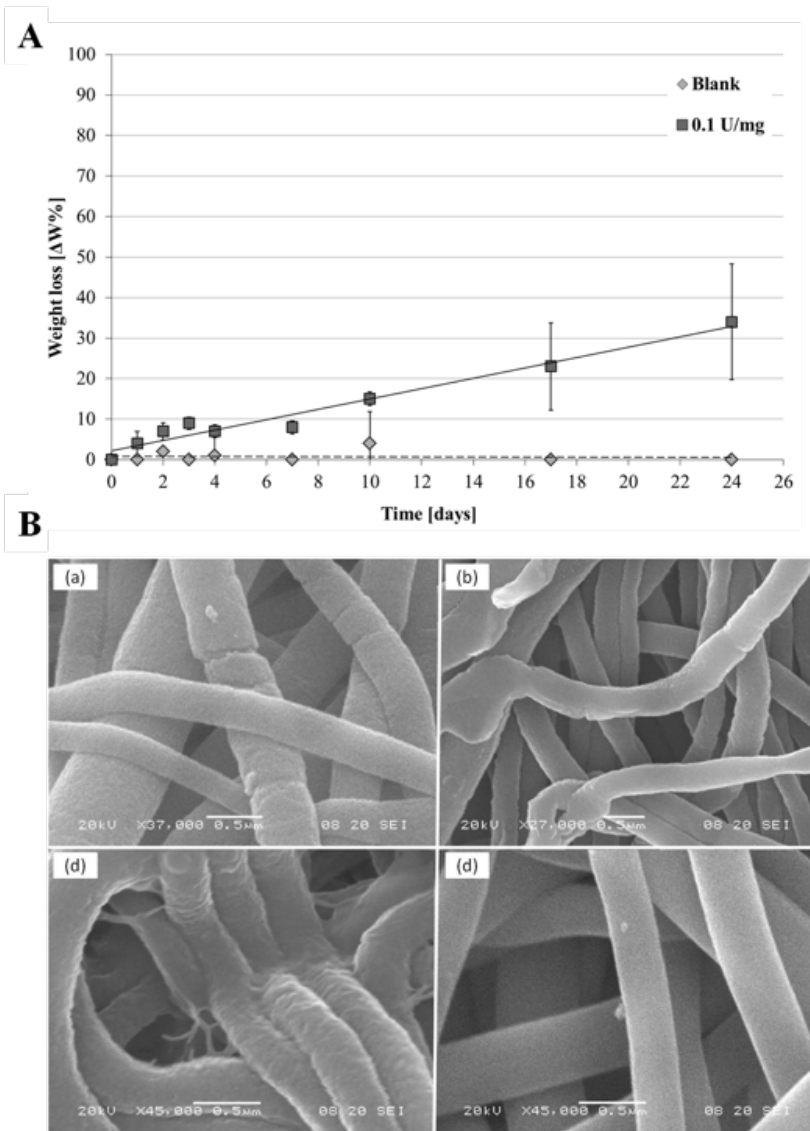 A
100
90
80
70
60
50
40
30
20
10
0
Weight loss [ΔW%]
Blank
0.1 U/mg
0 2 4 6 8 10 12 14 16 18 20 22 24 26
Time [days]
B
(a)
20kV X37,000 0.5μm 08 20 SEI
(b)
20kV X27,000 0.5μm 08 20 SEI
(d)
20kV X45,000 0.5μm 08 20 SEI
(d)
20kV X45,000 0.5μm 08 20 SEI